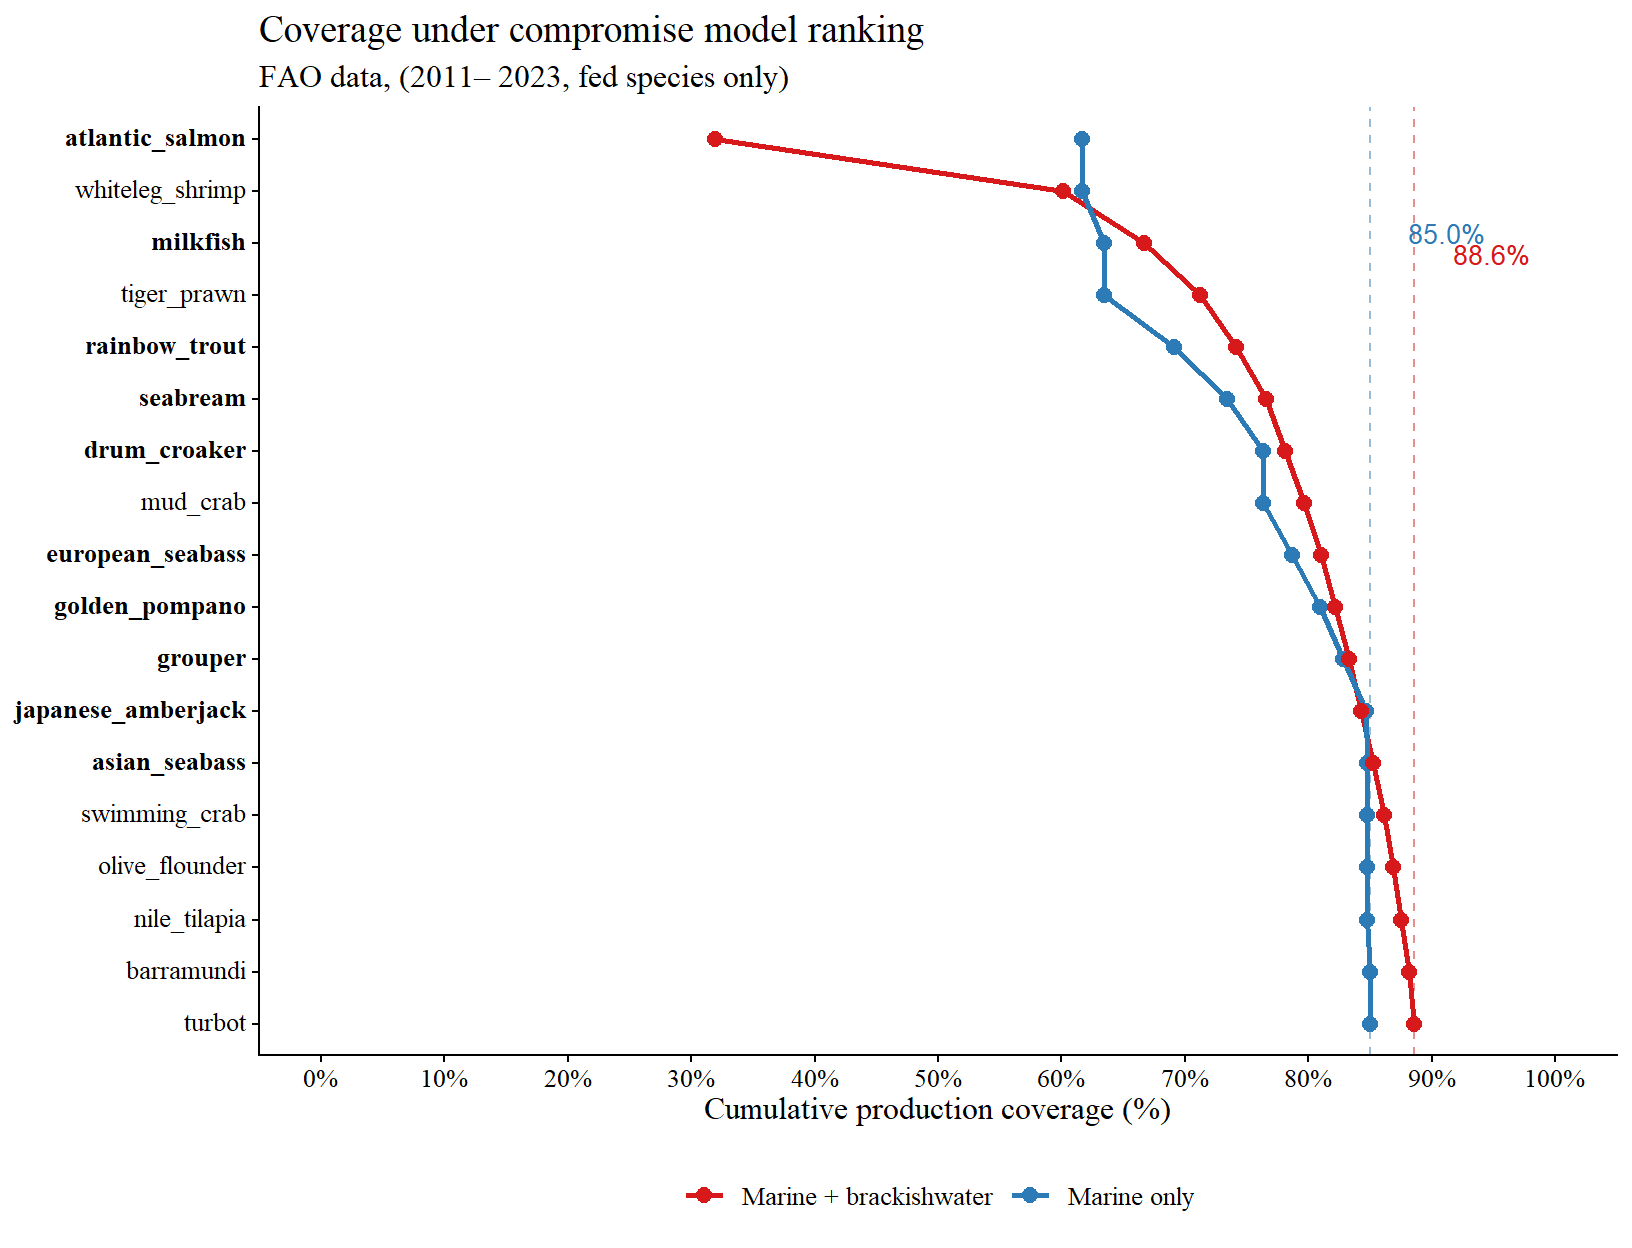 Coverage under compromise model ranking
FAO data, (2011– 2023, fed species only)
atlantic_salmon
whiteleg_shrimp
milkfish
tiger_prawn
rainbow_trout
seabream
drum_croaker
mud_crab
european_seabass
golden_pompano
grouper
japanese_amberjack
asian_seabass
swimming_crab
olive_flounder
nile_tilapia
barramundi
turbot
85.0%
88.6%
0% 10% 20% 30% 40% 50% 60% 70% 80% 90% 100%
Cumulative production coverage (%)
Marine + brackishwater Marine only